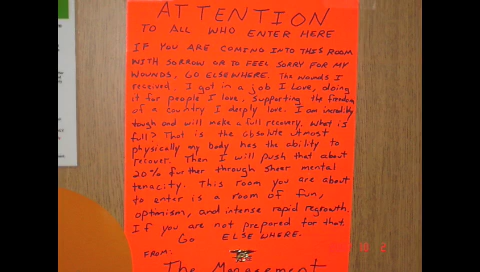 ATTENTION
TO ALL WHO ENTER HERE
IF YOU ARE COMING INTO THIS ROOM
WITH SORROW OR TO FEEL SORRY FOR MY
WOUNDS, GO ELSEWHERE. The wounds I
received I got in a job I love, doing
it for people I love, supporting the freedom
of a country I deeply love. I am incredibly
tough and will make a full recovery. What is
full? That is the absolute utmost
physically my body has the ability to
recover. Then I will push that about
20% further through sheer mental
tenacity. This room you are about
to enter is a room of fun,
optimism, and intense rapid regrowth.
If you are not prepared for that.
GO ELSEWHERE.
FROM:
The Management